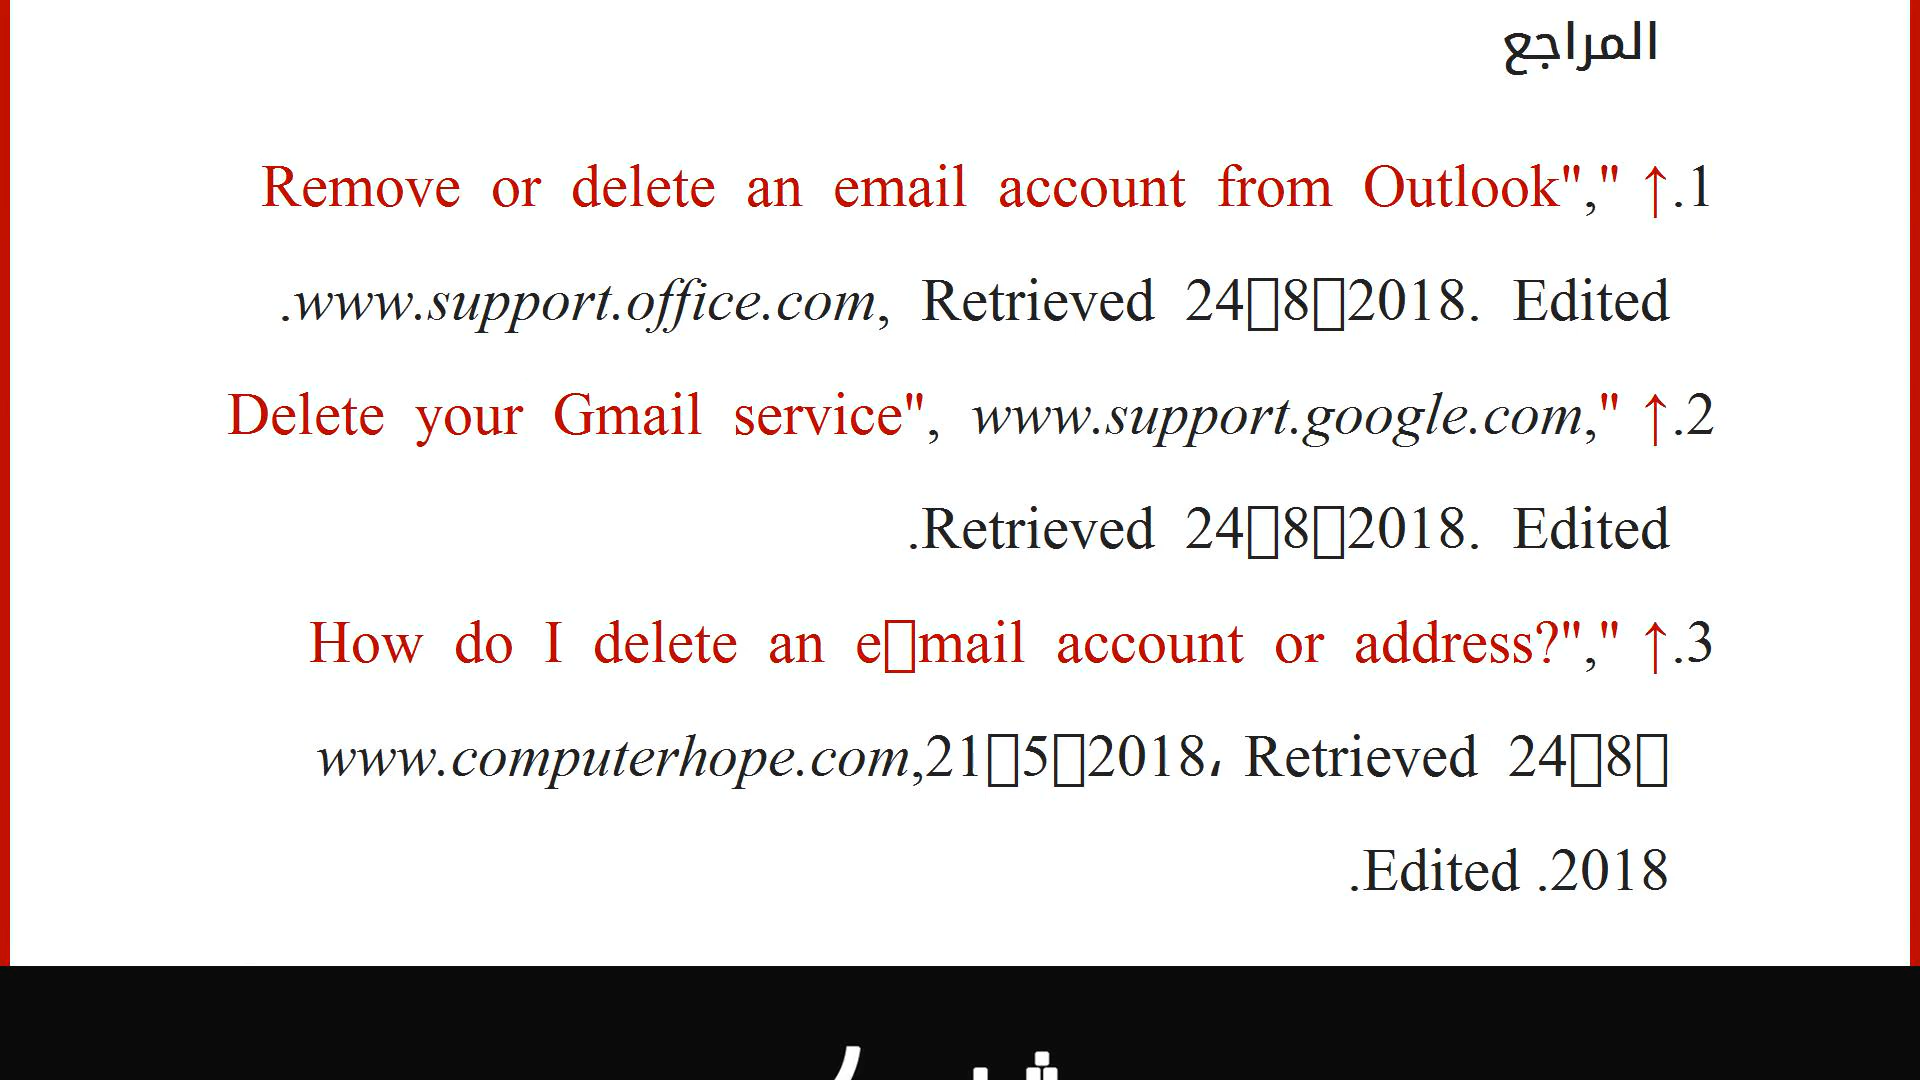 المراجع
1.↑ "Remove or delete an email account from Outlook",
www.support.office.com, Retrieved 24▯8▯2018. Edited.
2.↑ "Delete your Gmail service", www.support.google.com,
Retrieved 24▯8▯2018. Edited.
3.↑ "How do I delete an e▯mail account or address?",
www.computerhope.com,21▯5▯2018، Retrieved 24▯8▯
2018. Edited.